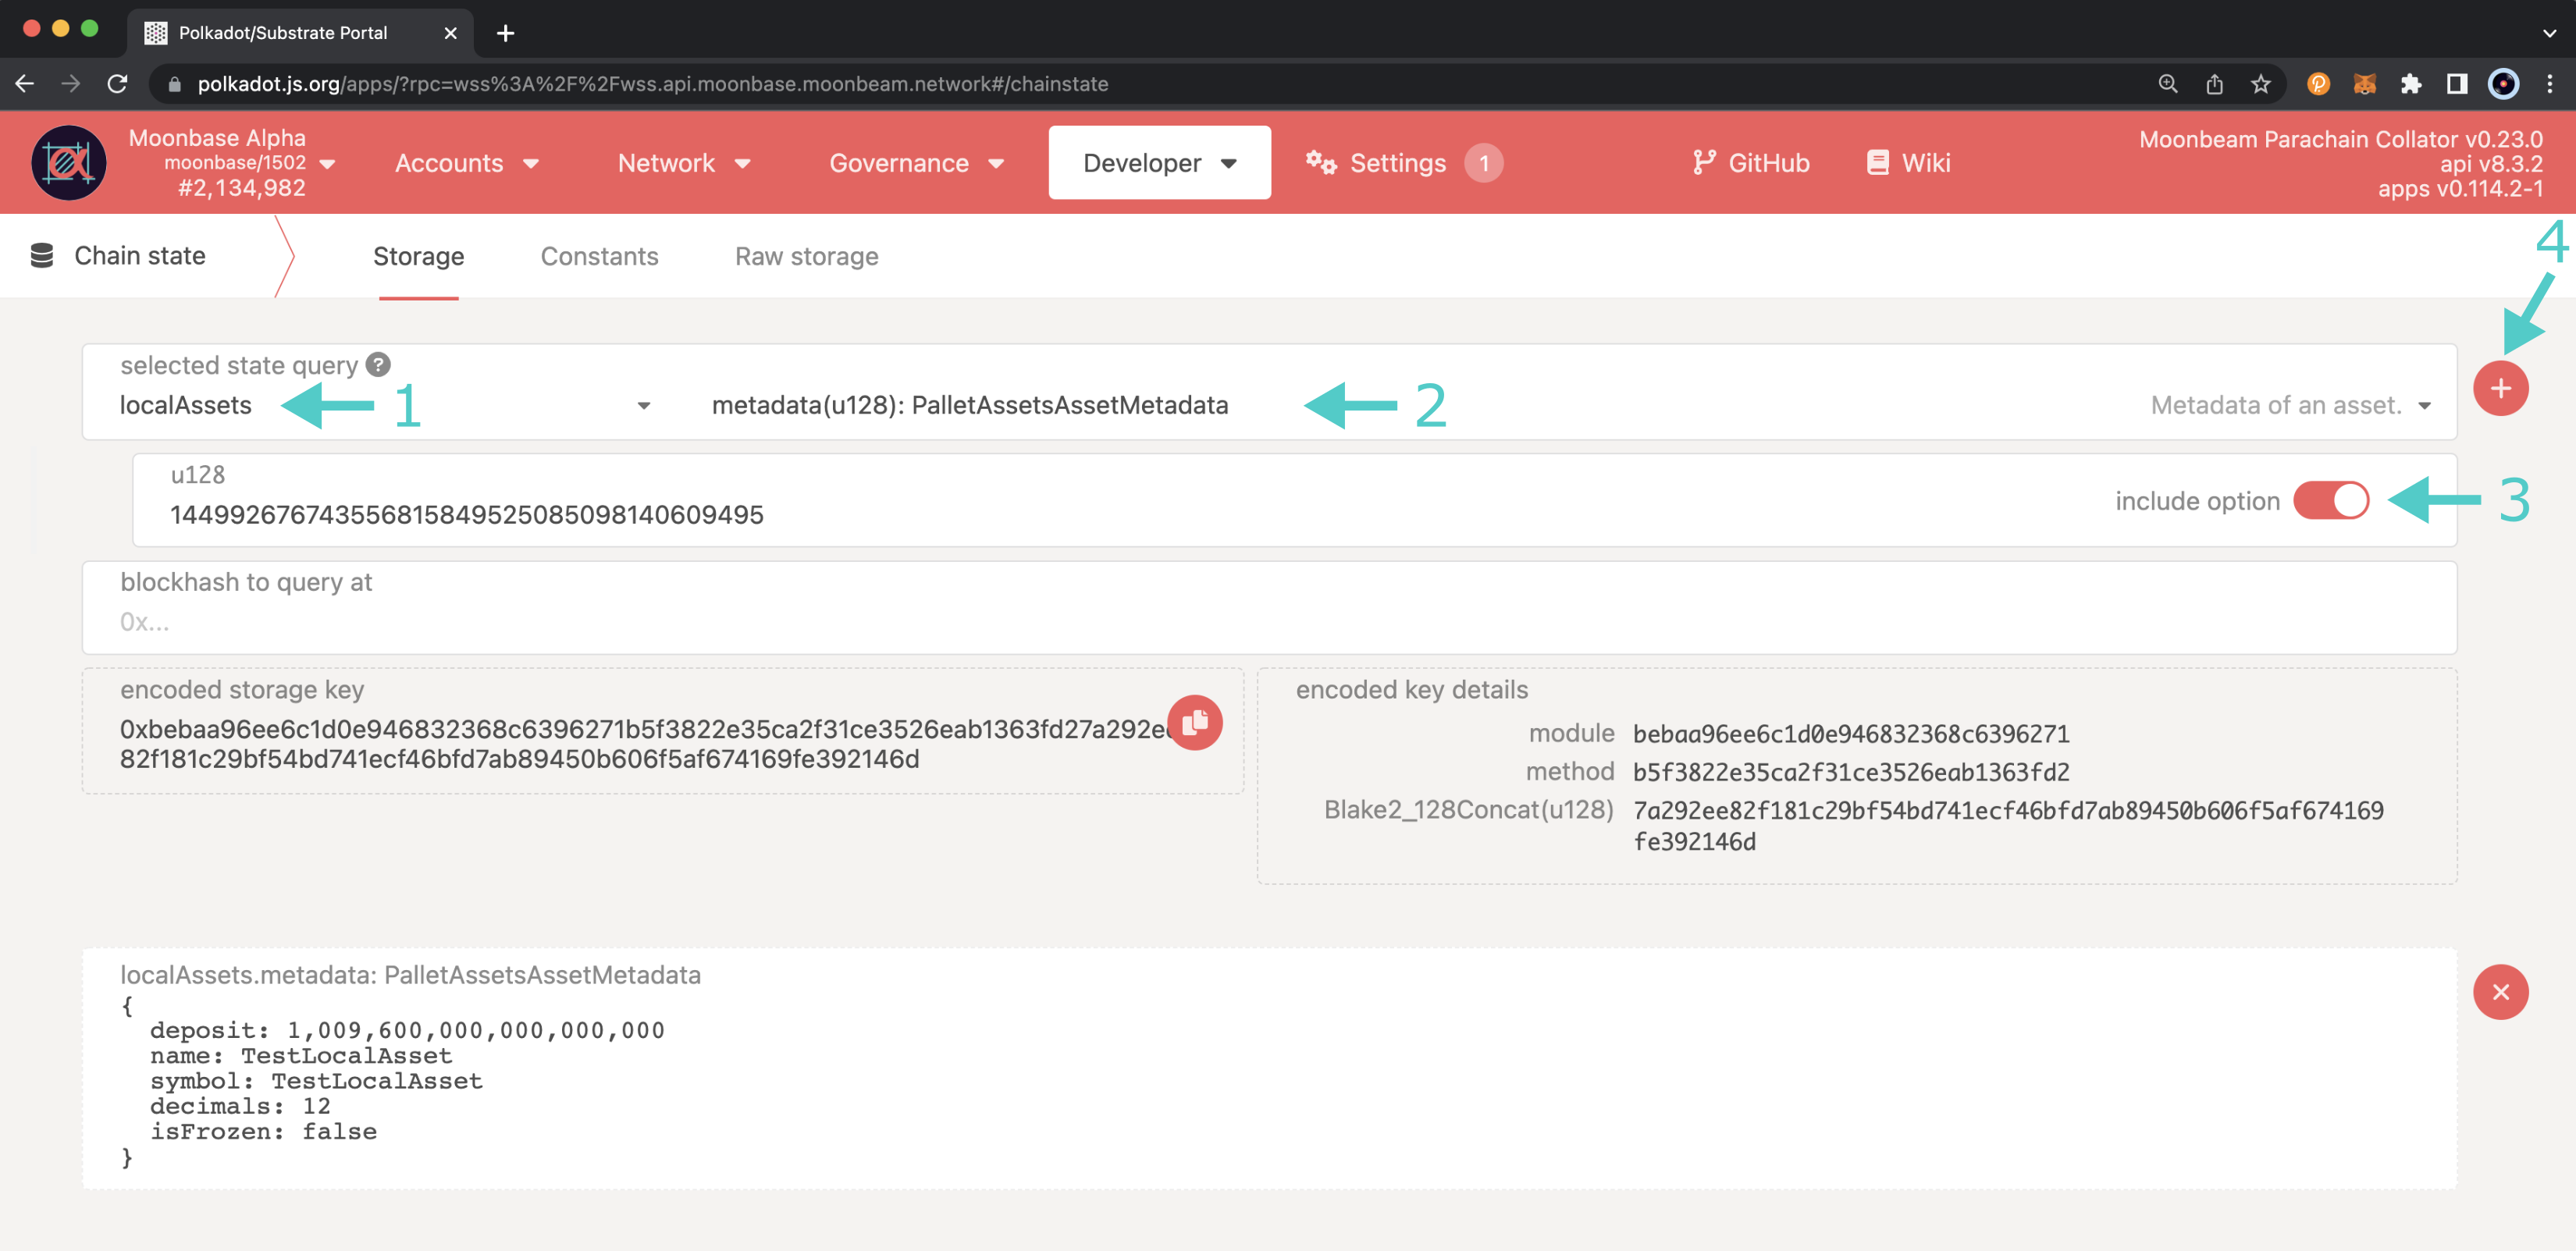 Polkadot/Substrate Portal
polkadot.js.org/apps/?rpc=wss%3A%2F%2Fwss.api.moonbase.moonbeam.network#/chainstate
Moonbase Alpha
moonbase/1502
#2,134,982
Accounts
Network
Governance
Developer
Settings
1
GitHub
Wiki
Moonbeam Parachain Collator v0.23.0
api v8.3.2
apps v0.114.2-1
Chain state
Storage
Constants
Raw storage
4
selected state query ?
localAssets
1
metadata(u128): PalletAssetsAssetMetadata
2
Metadata of an asset.
u128
144992676743556815849525085098140609495
include option
3
blockhash to query at
0x...
encoded storage key
0xbebaa96ee6c1d0e946832368c6396271b5f3822e35ca2f31ce3526eab1363fd27a292e
82f181c29bf54bd741ecf46bfd7ab89450b606f5af674169fe392146d
encoded key details
module bebaa96ee6c1d0e946832368c6396271
method b5f3822e35ca2f31ce3526eab1363fd2
Blake2_128Concat(u128) 7a292ee82f181c29bf54bd741ecf46bfd7ab89450b606f5af674169
fe392146d
localAssets.metadata: PalletAssetsAssetMetadata
{
deposit: 1,009,600,000,000,000,000
name: TestLocalAsset
symbol: TestLocalAsset
decimals: 12
isFrozen: false
}